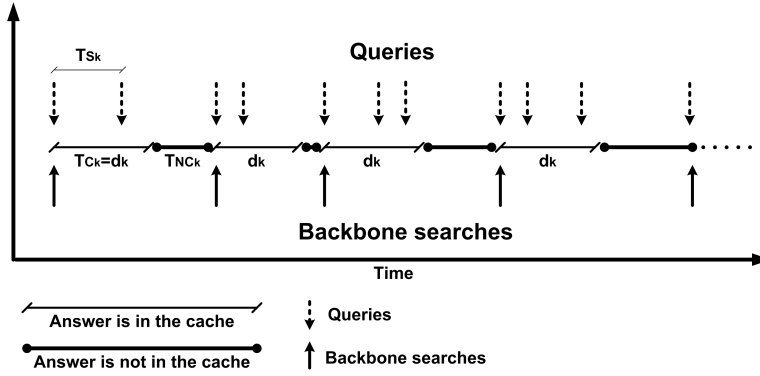 TSk
Queries
TCk=dk
TNCk
dk
dk
dk
Backbone searches
Time
Answer is in the cache
Queries
Answer is not in the cache
Backbone searches